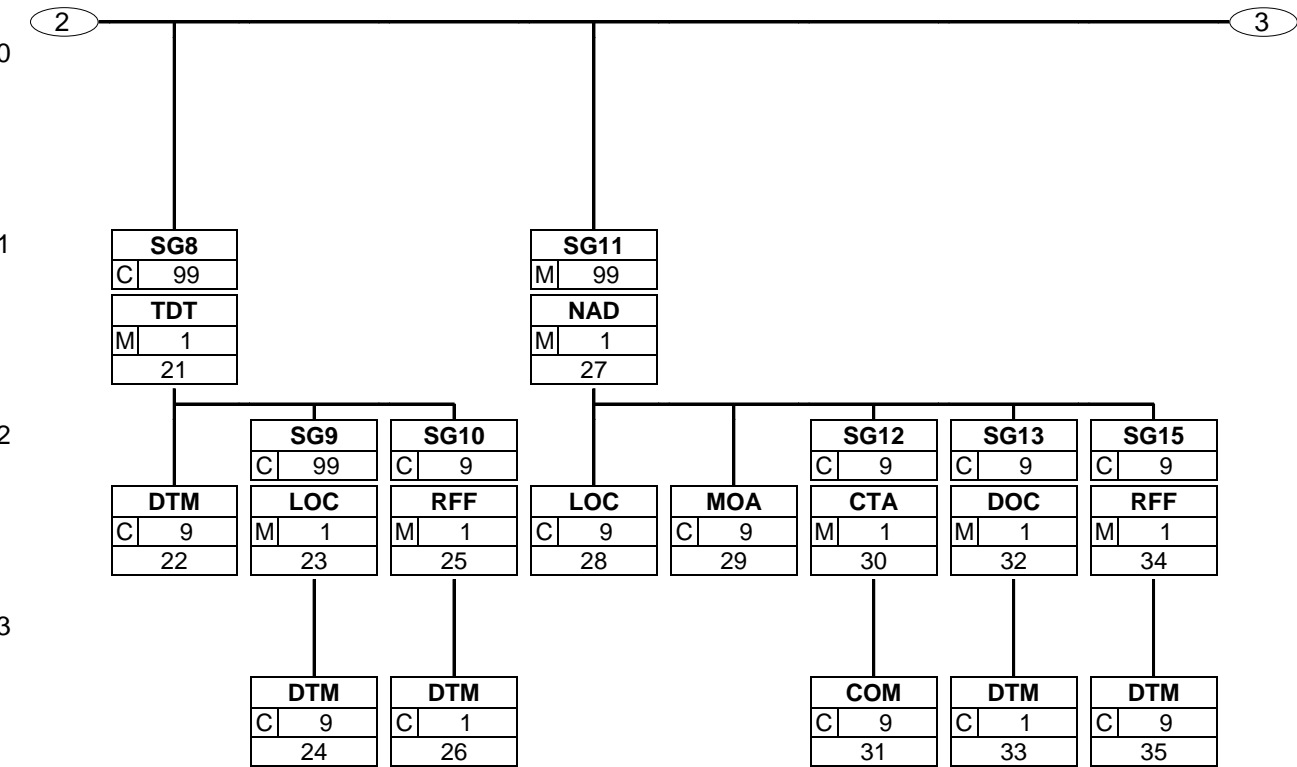 2 3
0
1 SG8 SG11
C 99 M 99
TDT NAD
M 1 M 1
21 27
2 SG9 SG10 SG12 SG13 SG15
C 99 C 9 C 9 C 9 C 9
DTM LOC RFF LOC MOA CTA DOC RFF
C 9 M 1 M 1 C 9 C 9 M 1 M 1 M 1
22 23 25 28 29 30 32 34
3
DTM DTM COM DTM DTM
C 9 C 1 C 9 C 1 C 9
24 26 31 33 35